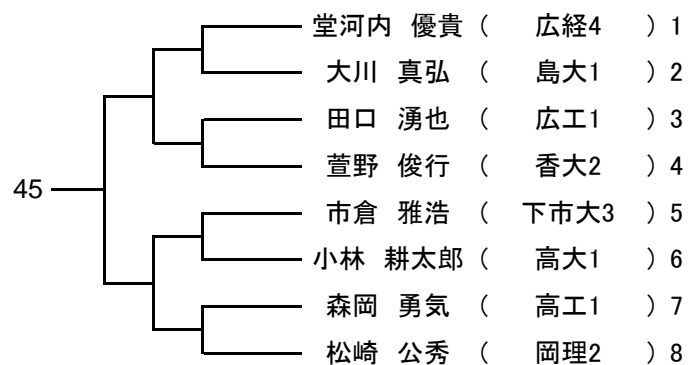 堂河内 優貴 ( 広経4 ) 1
大川 真弘 ( 島大1 ) 2
田口 湧也 ( 広工1 ) 3
萱野 俊行 ( 香大2 ) 4
45
市倉 雅浩 ( 下市大3 ) 5
小林 耕太郎 ( 高大1 ) 6
森岡 勇気 ( 高工1 ) 7
松崎 公秀 ( 岡理2 ) 8